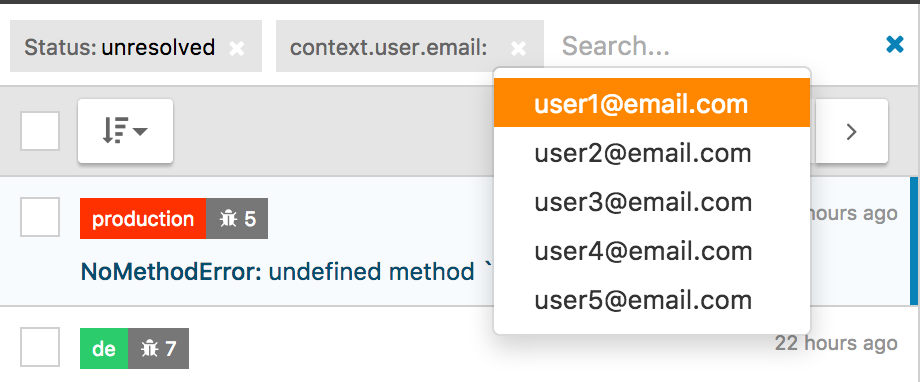 Status: unresolved × context.user.email: × Search... ×
user1@email.com
user2@email.com
user3@email.com
user4@email.com
user5@email.com
production 5
hours ago
NoMethodError: undefined method `
de 7
22 hours ago